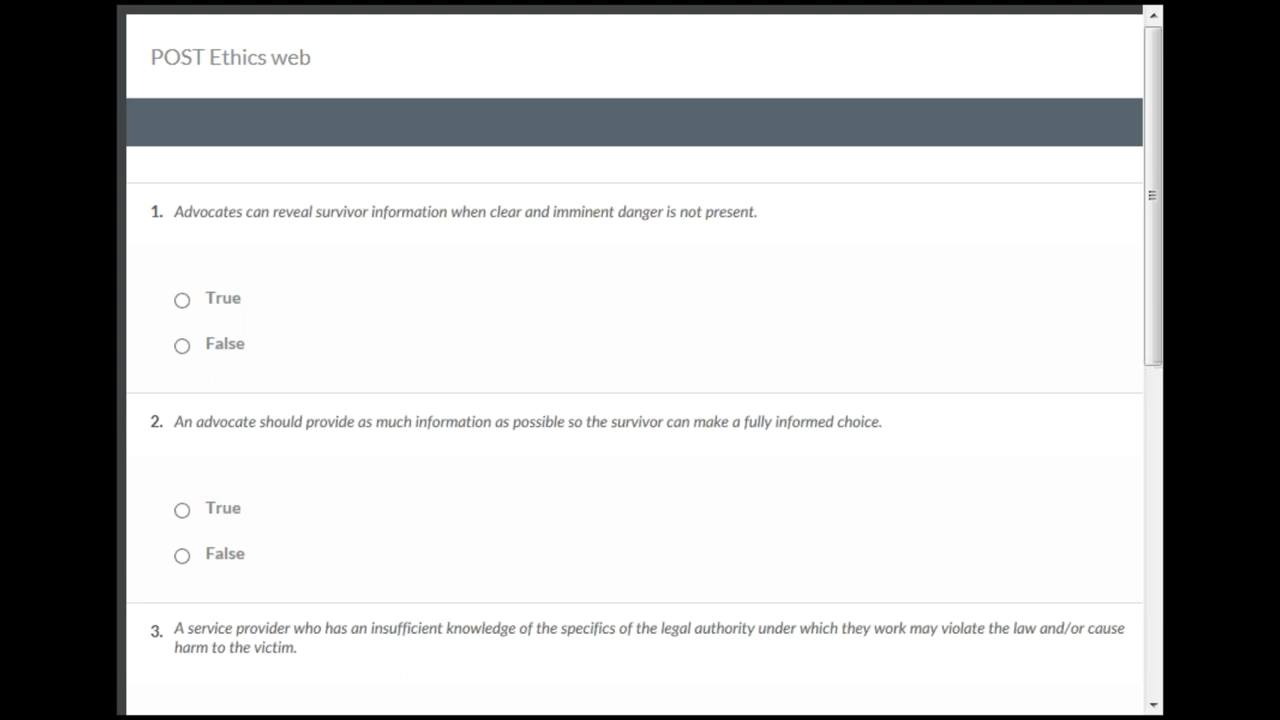 POST Ethics web
1. Advocates can reveal survivor information when clear and imminent danger is not present.
True
False
2. An advocate should provide as much information as possible so the survivor can make a fully informed choice.
True
False
3. A service provider who has an insufficient knowledge of the specifics of the legal authority under which they work may violate the law and/or cause
harm to the victim.